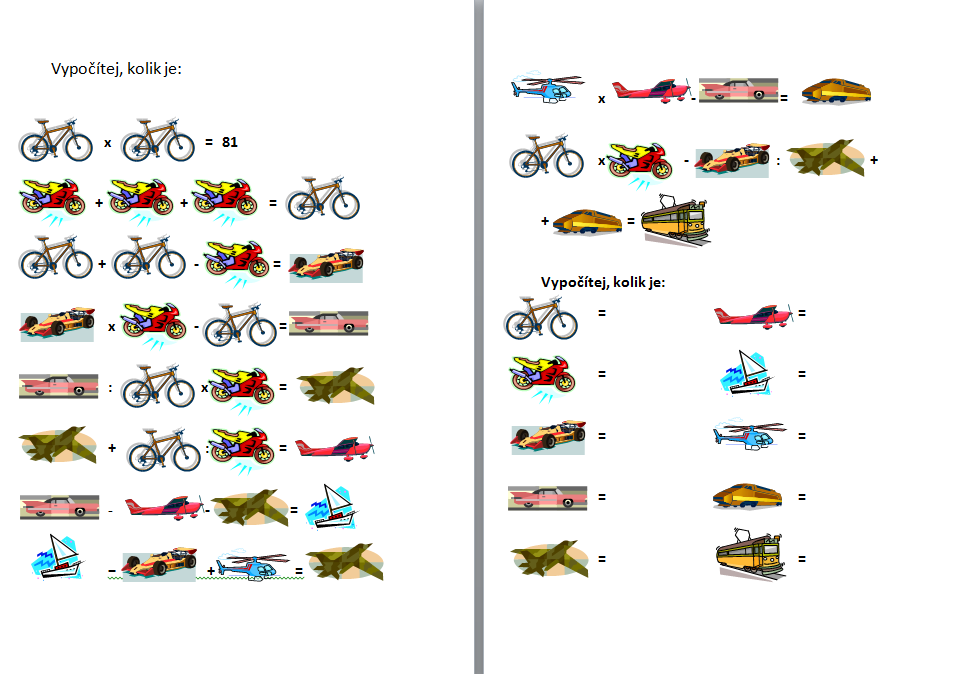 Vypočítej, kolik je:
x = 81
+ + =
+ - =
x - =
: x =
+ : =
- - =
– + =
x - =
x - : +
+ =
Vypočítej, kolik je:
= =
= =
= =
= =
= =